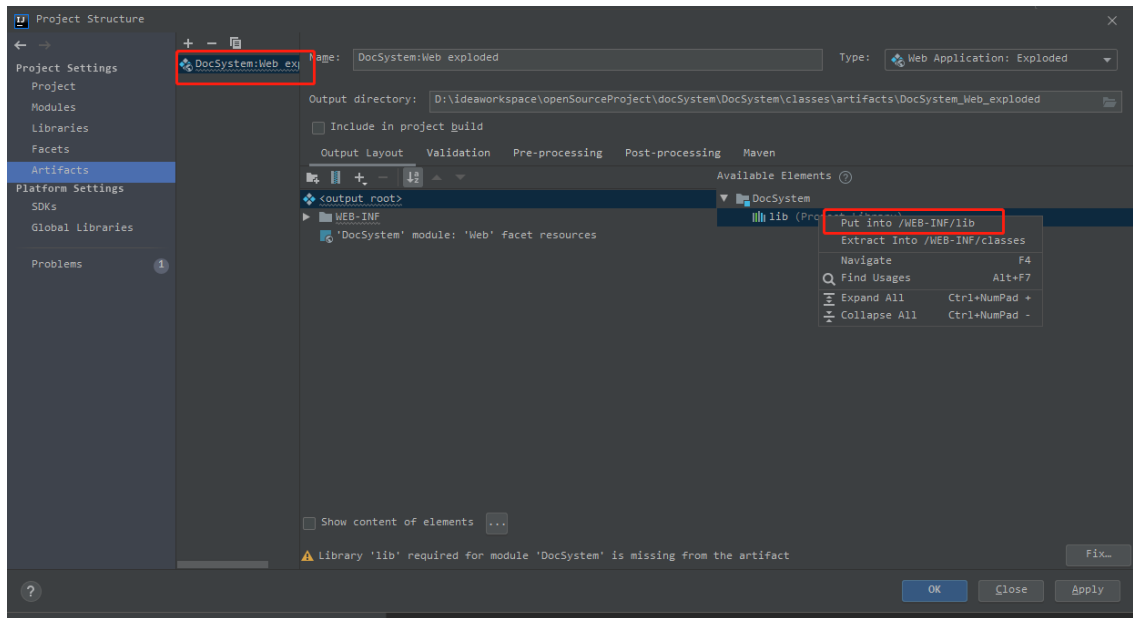 Project Structure
Project Settings
Project
Modules
Libraries
Facets
Artifacts
Platform Settings
SDKs
Global Libraries
Problems
1
DocSystem:Web
Name:
DocSystem:Web exploded
Type:
Web Application: Exploded
Output directory:
D:\ideaworkspace\openSourceProject\docSystem\DocSystem\classes\artifacts\DocSystem_Web_exploded
Include in project build
Output Layout
Validation
Pre-processing
Post-processing
Maven
Available Elements
<output root>
WEB-INF
'DocSystem' module: 'Web' facet resources
DocSystem
lib
Put into /WEB-INF/lib
Extract Into /WEB-INF/classes
Navigate F4
Find Usages Alt+F7
Expand All Ctrl+NumPad +
Collapse All Ctrl+NumPad -
Show content of elements ...
Library 'lib' required for module 'DocSystem' is missing from the artifact
Fix…
?
OK
Close
Apply